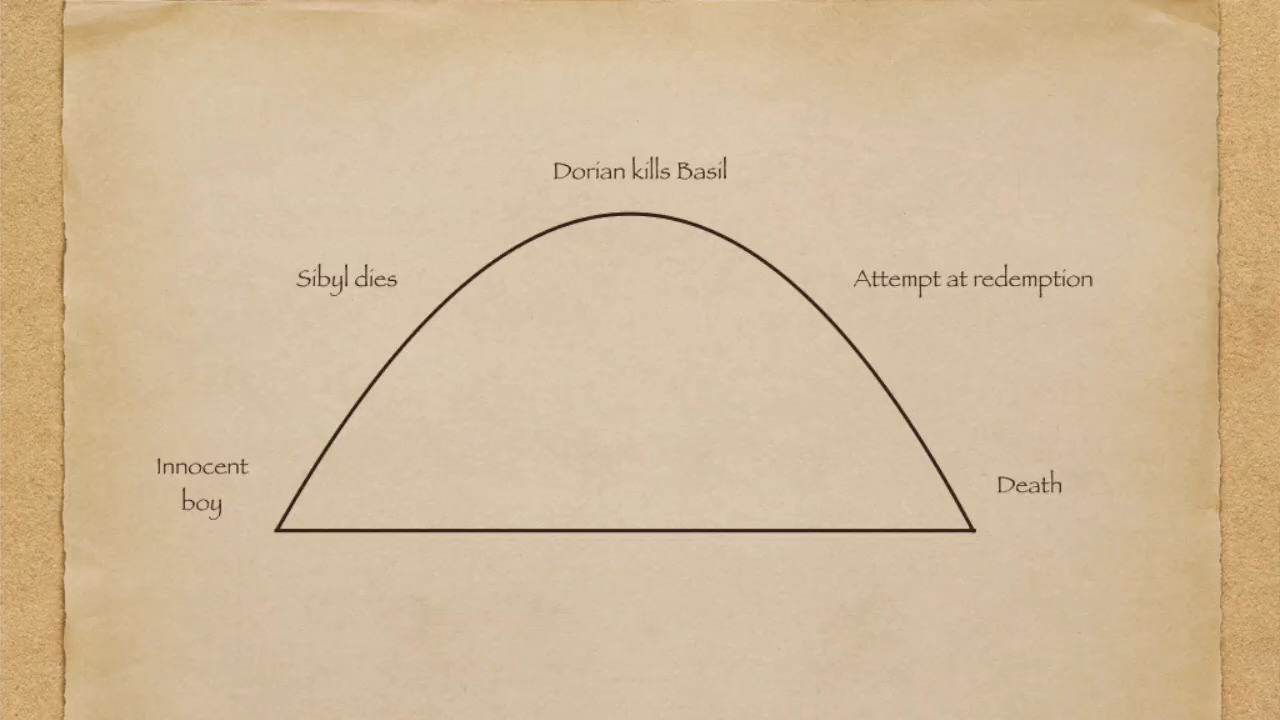 Dorian kills Basil
Sibyl dies
Attempt at redemption
Innocent
boy
Death